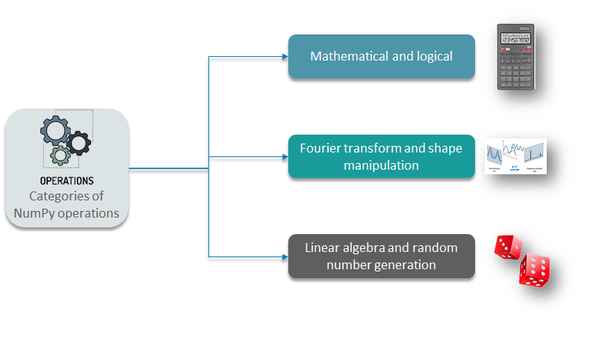 Mathematical and logical
Fourier transform and shape
manipulation
OPERATIONS
Categories of
NumPy operations
Linear algebra and random
number generation